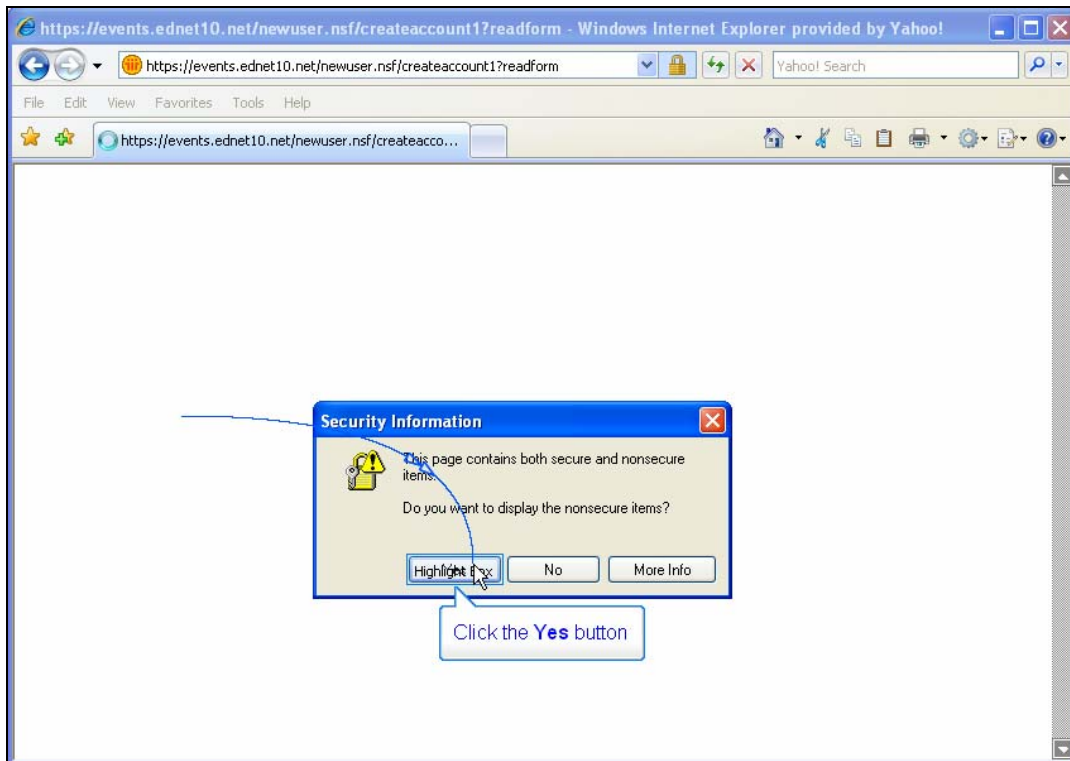 https://events.ednet10.net/newuser.nsf/createaccount1?readform - Windows Internet Explorer provided by Yahoo!
https://events.ednet10.net/newuser.nsf/createaccount1?readform
Yahoo! Search
File Edit View Favorites Tools Help
https://events.ednet10.net/newuser.nsf/createacco...
Security Information
This page contains both secure and nonsecure
items.
Do you want to display the nonsecure items?
Highlight Box No More Info
Click the Yes button